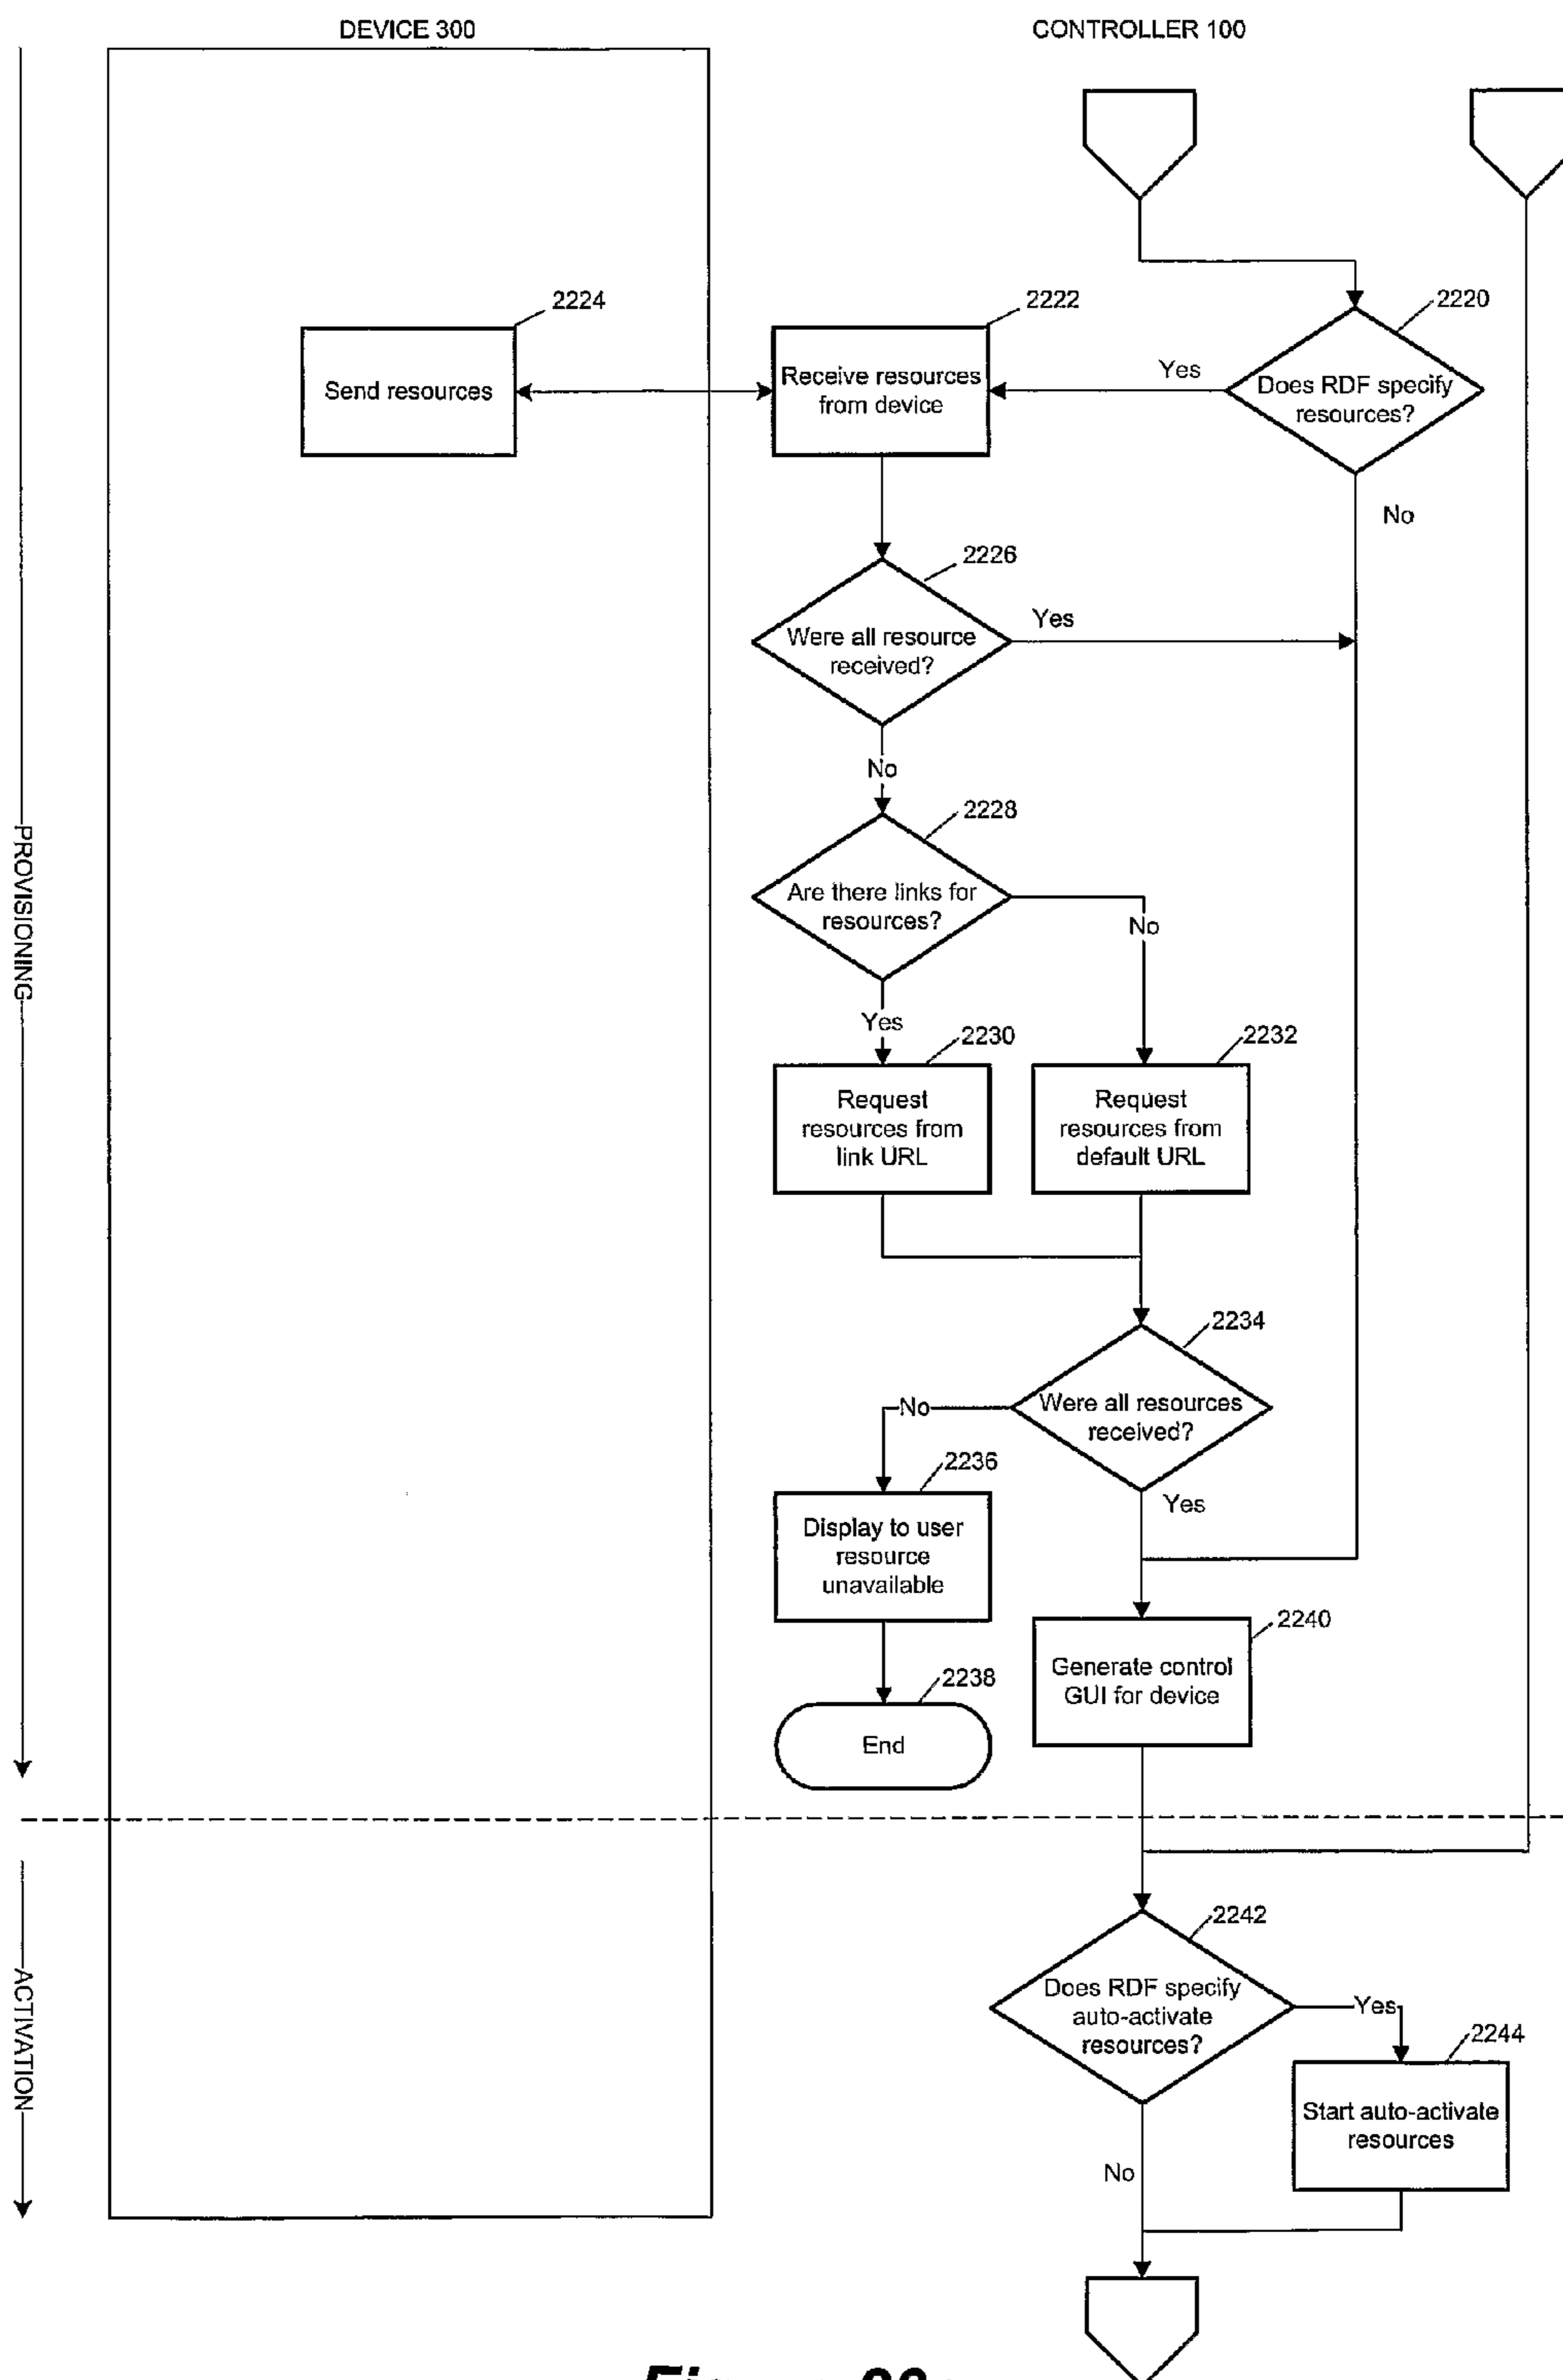 DEVICE 300
CONTROLLER 100
2224
2222
2220
Send resources
Receive resources
from device
Yes
Does RDF specify
resources?
No
2226
Were all resource
received?
Yes
No
2228
Are there links for
resources?
No
Yes
2230
2232
Request
resources from
link URL
Request
resources from
default URL
2234
Were all resources
received?
No
Yes
2236
Display to user
resource
unavailable
2238
End
2240
Generate control
GUI for device
PROVISIONING
2242
Does RDF specify
auto-activate
resources?
Yes
2244
Start auto-activate
resources
No
ACTIVATION